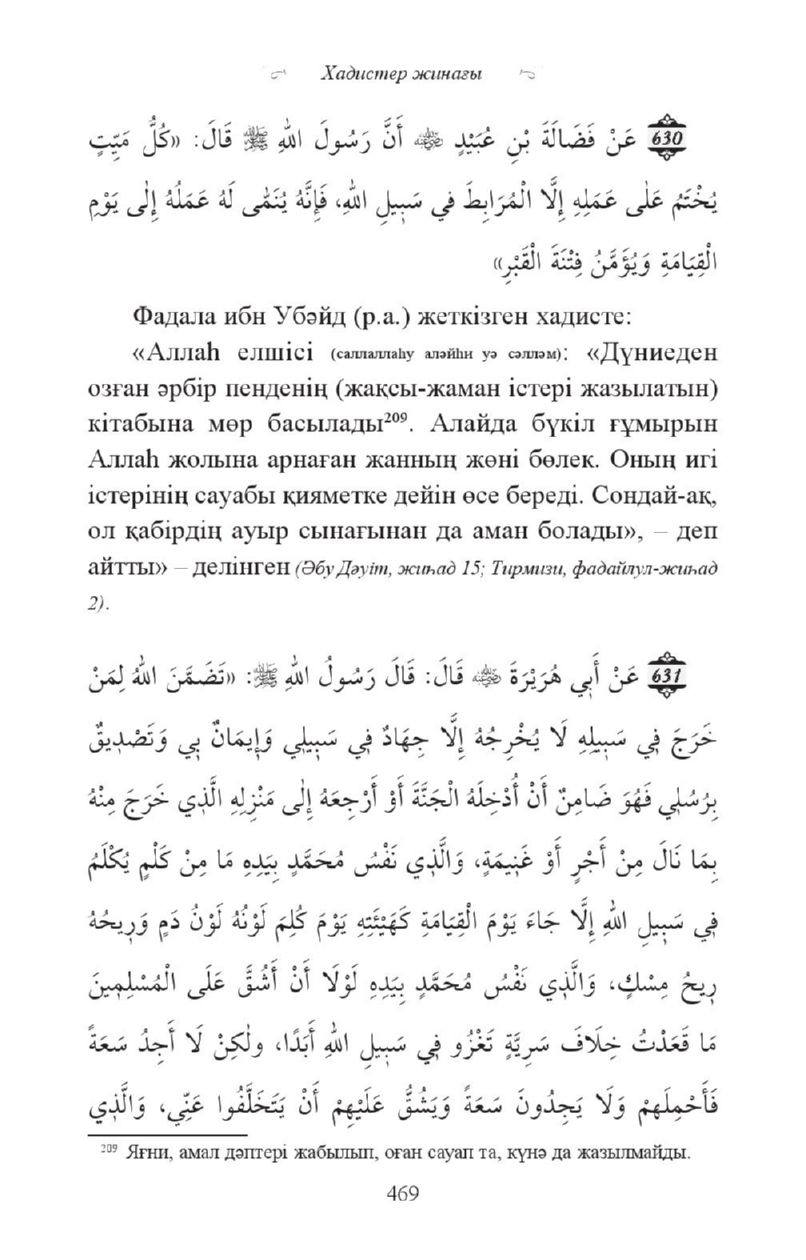 Хадистер жинағы
630 عَنْ فَضَالَةَ بْنِ عُبَيْدٍ ﷺ أَنَّ رَسُولَ اللهِ ﷺ قَالَ: «كُلُّ مَيِّتٍ
يُخْتَمُ عَلٰى عَمَلِهِ إِلَّا الْمُرَابِطَ فِي سَبِيلِ اللهِ، فَإِنَّهُ يُنَمّٰى لَهُ عَمَلُهُ إِلٰى يَوْمِ
الْقِيَامَةِ وَيُؤَمَّنُ فِتْنَةَ الْقَبْرِ»
Фадала ибн Убәйд (р.а.) жеткізген хадисте:
«Аллаһ елшісі (саллаллаһу аләйһи уә сәлләм): «Дүниеден
озған әрбір пенденің (жақсы-жаман істері жазылатын)
кітабына мөр басылады²⁰⁹. Алайда бүкіл ғұмырын
Аллаһ жолына арнаған жанның жөні бөлек. Оның игі
істерінің сауабы қияметке дейін өсе береді. Сондай-ақ,
ол қабірдің ауыр сынағынан да аман болады», – деп
айтты» – делінген (Әбу Дәуіт, жиһад 15; Тирмизи, фадайлул-жиһад
2).
631 عَنْ أَبِي هُرَيْرَةَ ﷺ قَالَ: قَالَ رَسُولُ اللهِ ﷺ: «تَضَمَّنَ اللهُ لِمَنْ
خَرَجَ فِي سَبِيلِهِ لَا يُخْرِجُهُ إِلَّا جِهَادٌ فِي سَبِيلِي وَإِيمَانٌ بِي وَتَصْدِيقٌ
بِرُسُلِي فَهُوَ ضَامِنٌ أَنْ أُدْخِلَهُ الْجَنَّةَ أَوْ أَرْجِعَهُ إِلٰى مَنْزِلِهِ الَّذِي خَرَجَ مِنْهُ
بِمَا نَالَ مِنْ أَجْرٍ أَوْ غَنِيمَةٍ، وَالَّذِي نَفْسُ مُحَمَّدٍ بِيَدِهِ مَا مِنْ كَلْمٍ يُكْلَمُ
فِي سَبِيلِ اللهِ إِلَّا جَاءَ يَوْمَ الْقِيَامَةِ كَهَيْئَتِهِ يَوْمَ كُلِمَ لَوْنُهُ لَوْنُ دَمٍ وَرِيحُهُ
رِيحُ مِسْكٍ، وَالَّذِي نَفْسُ مُحَمَّدٍ بِيَدِهِ لَوْلَا أَنْ أَشُقَّ عَلَى الْمُسْلِمِينَ
مَا قَعَدْتُ خِلَافَ سَرِيَّةٍ تَغْزُو فِي سَبِيلِ اللهِ أَبَدًا، ولٰكِنْ لَا أَجِدُ سَعَةً
فَأَحْمِلَهُمْ وَلَا يَجِدُونَ سَعَةً وَيَشُقُّ عَلَيْهِمْ أَنْ يَتَخَلَّفُوا عَنِّي، وَالَّذِي
²⁰⁹ Яғни, амал дәптері жабылып, оған сауап та, күнә да жазылмайды.
469